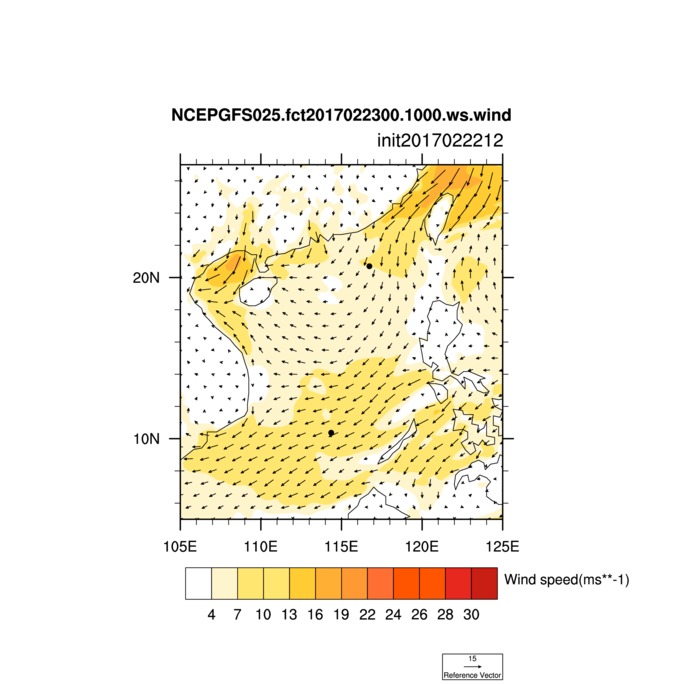 NCEPGFS025.fct2017022300.1000.ws.wind
init2017022212
20N
10N
105E 110E 115E 120E 125E
Wind speed(ms**-1)
4 7 10 13 16 19 22 24 26 28 30
15
Reference Vector